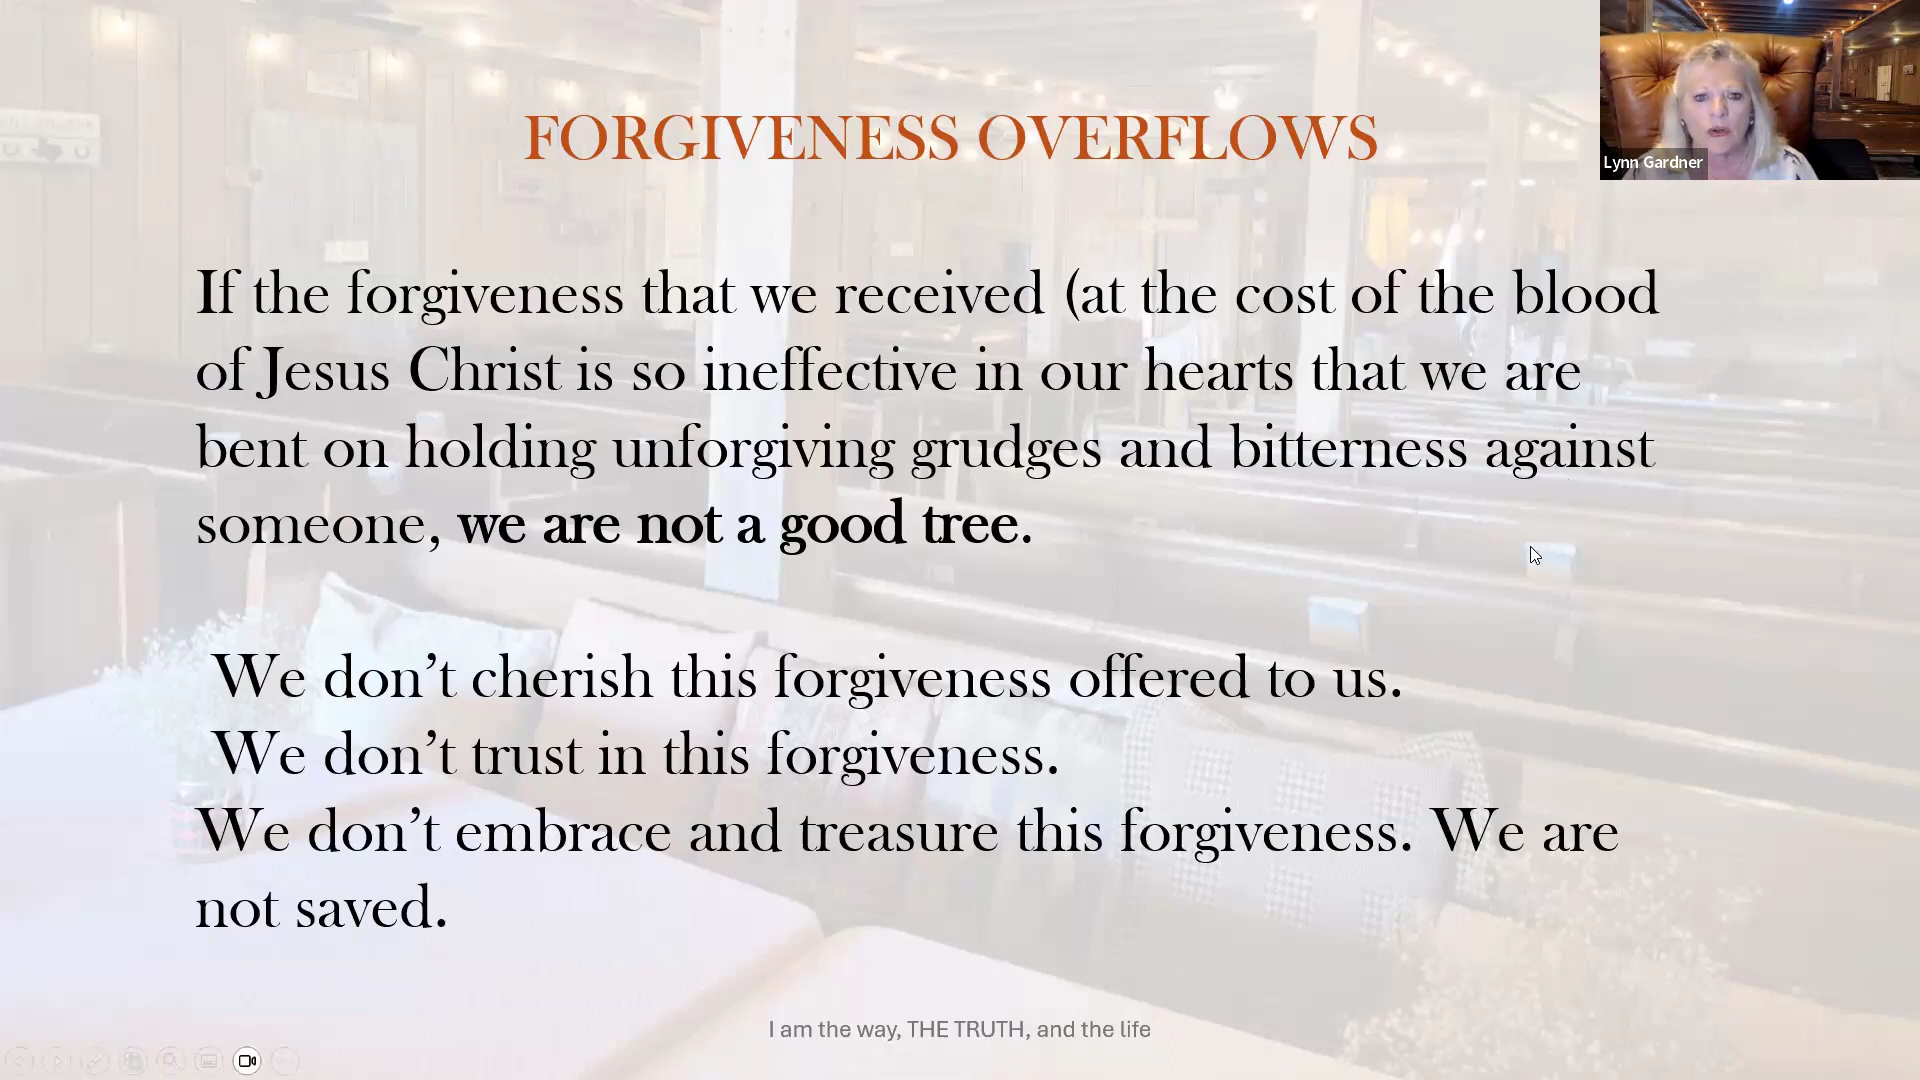 FORGIVENESS OVERFLOWS
Lynn Gardner
If the forgiveness that we received (at the cost of the blood
of Jesus Christ is so ineffective in our hearts that we are
bent on holding unforgiving grudges and bitterness against
someone, we are not a good tree.
We don’t cherish this forgiveness offered to us.
We don’t trust in this forgiveness.
We don’t embrace and treasure this forgiveness. We are
not saved.
I am the way, THE TRUTH, and the life